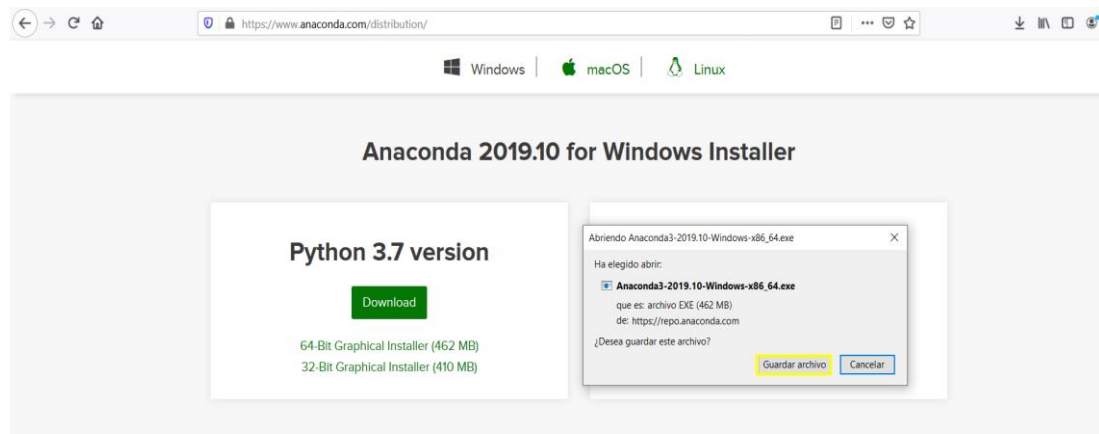 https://www.anaconda.com/distribution/
Windows macOS Linux
Anaconda 2019.10 for Windows Installer
Python 3.7 version
Download
64-Bit Graphical Installer (462 MB)
32-Bit Graphical Installer (410 MB)
Abriendo Anaconda3-2019.10-Windows-x86_64.exe
Ha elegido abrir:
Anaconda3-2019.10-Windows-x86_64.exe
que es: archivo EXE (462 MB)
de: https://repo.anaconda.com
¿Desea guardar este archivo?
Guardar archivo Cancelar